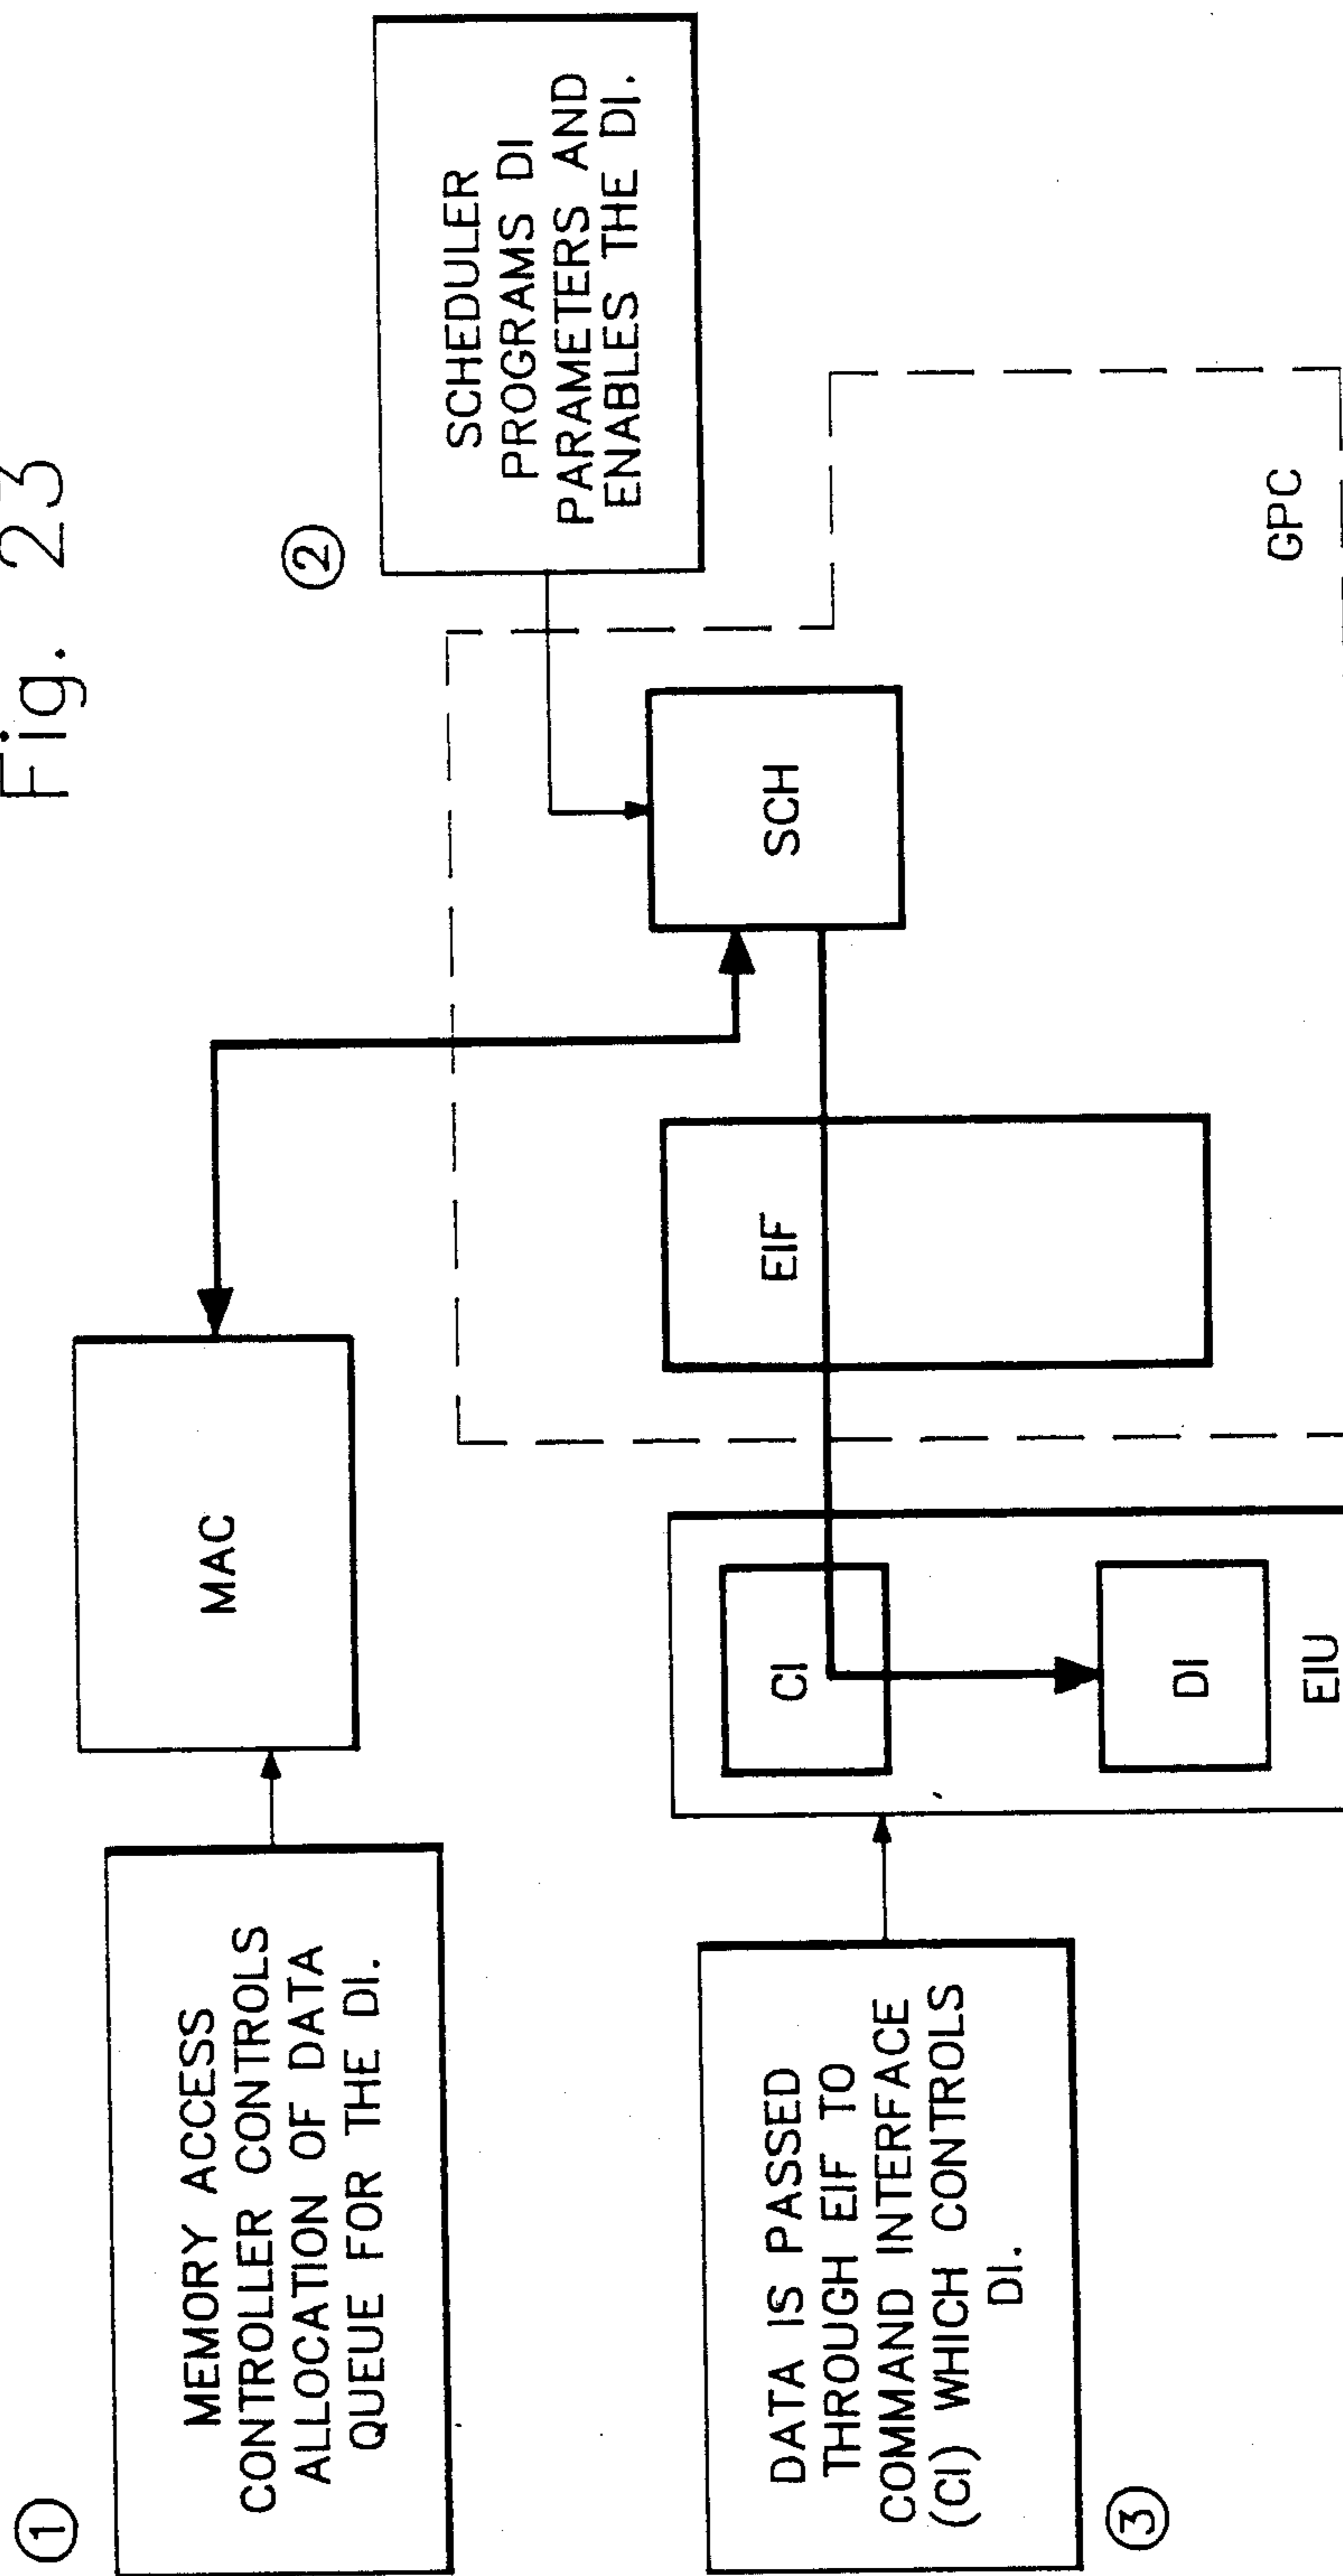 Fig. 23
①
MEMORY ACCESS
CONTROLLER CONTROLS
ALLOCATION OF DATA
QUEUE FOR THE DI.
MAC
②
SCHEDULER
PROGRAMS DI
PARAMETERS AND
ENABLES THE DI.
③
DATA IS PASSED
THROUGH EIF TO
COMMAND INTERFACE
(CI) WHICH CONTROLS
DI.
CI
DI
EIU
EIF
SCH
GPC